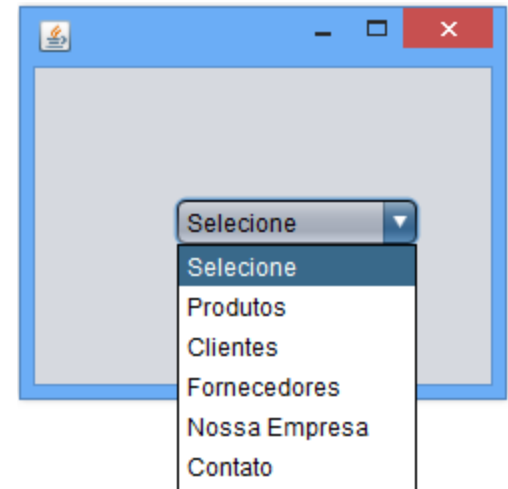 Selecione
Selecione
Produtos
Clientes
Fornecedores
Nossa Empresa
Contato